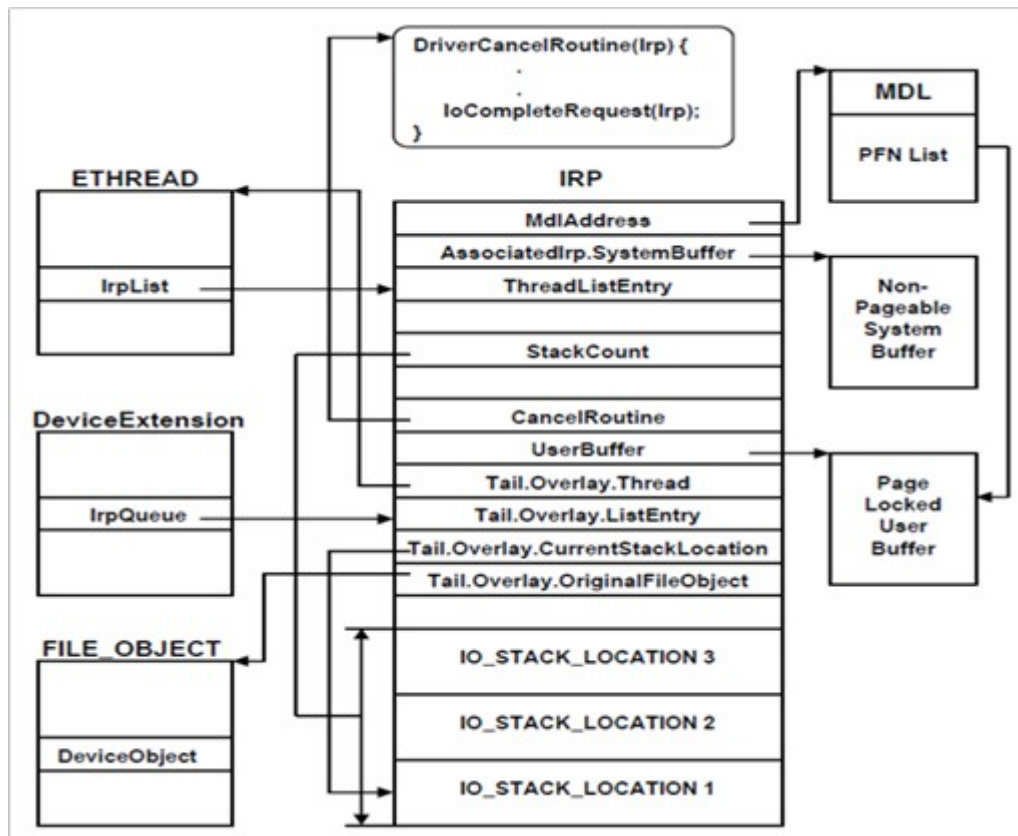 DriverCancelRoutine(Irp) {
.
.
IoCompleteRequest(Irp);
}
MDL
PFN List
ETHREAD
IrpList
IRP
MdlAddress
AssociatedIrp.SystemBuffer
ThreadListEntry
StackCount
CancelRoutine
UserBuffer
Tail.Overlay.Thread
Tail.Overlay.ListEntry
Tail.Overlay.CurrentStackLocation
Tail.Overlay.OriginalFileObject
IO_STACK_LOCATION 3
IO_STACK_LOCATION 2
IO_STACK_LOCATION 1
Non-
Pageable
System
Buffer
DeviceExtension
IrpQueue
Page
Locked
User
Buffer
FILE_OBJECT
DeviceObject